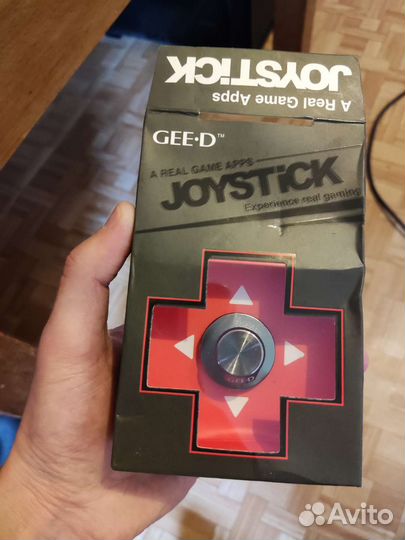 JOYSTiCK
A Real Game Apps
GEE·D™
A REAL GAME APPS
JOYSTiCK
Experience real gaming
GEE·D
Avito